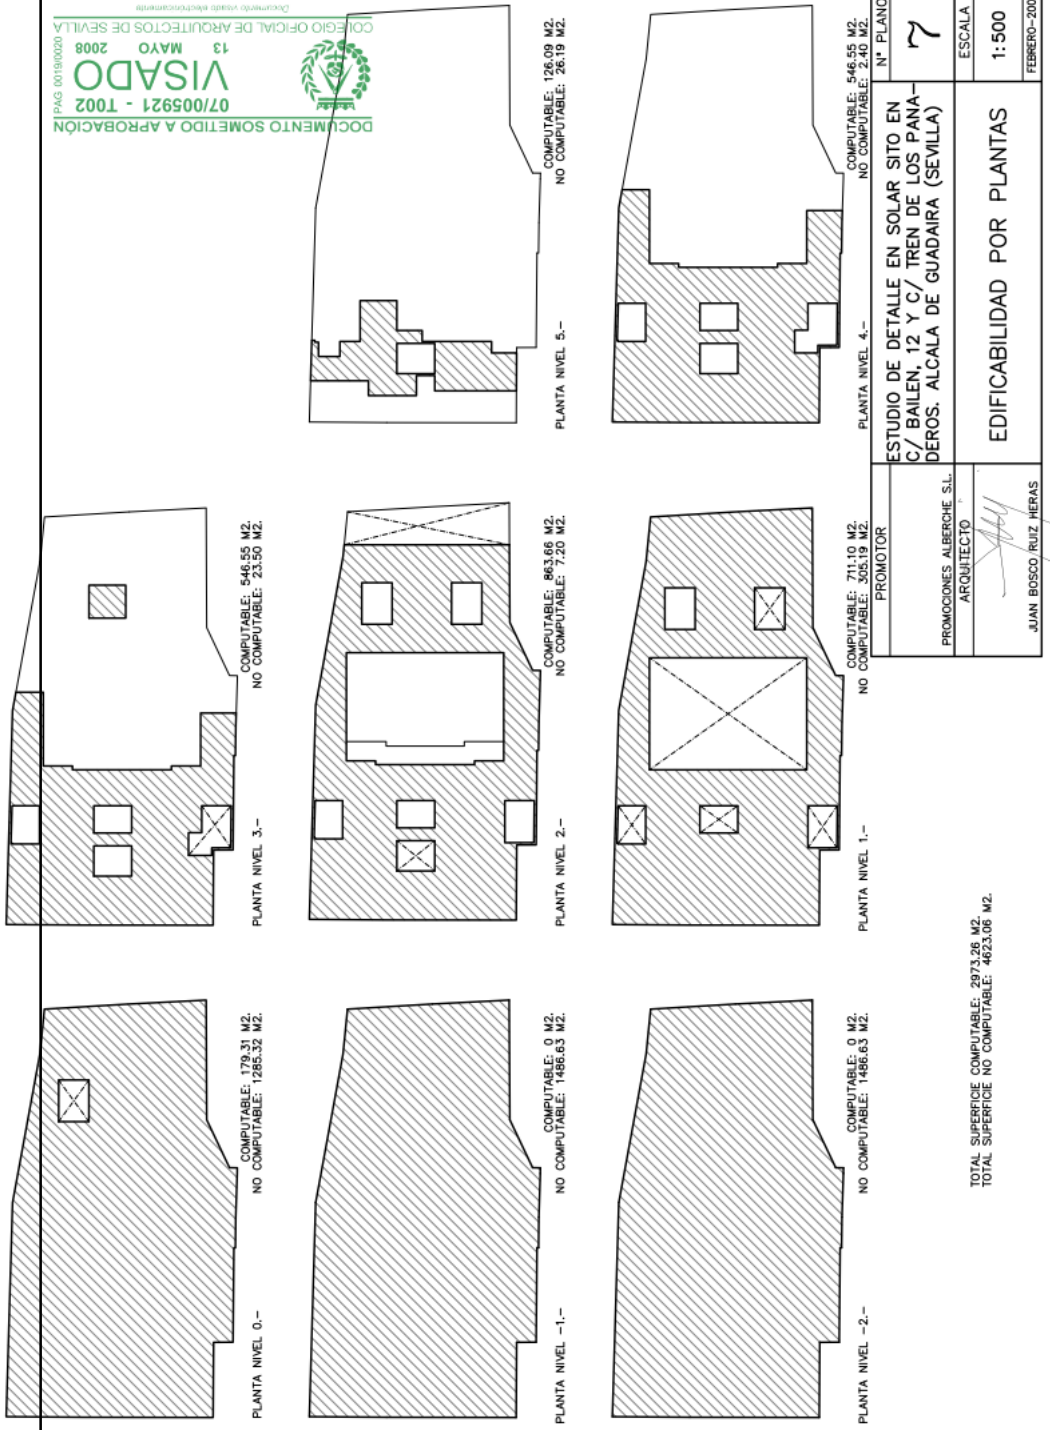 DOCUMENTO SOMETIDO A APROBACIÓN
07/005921 - T002
VISADO
13 MAYO 2008
PAG 0019/0020
COLEGIO OFICIAL DE ARQUITECTOS DE SEVILLA
Documento visado electrónicamente
PLANTA NIVEL 0.-
COMPUTABLE: 179.31 M2.
NO COMPUTABLE: 1285.32 M2.
PLANTA NIVEL 3.-
COMPUTABLE: 546.55 M2.
NO COMPUTABLE: 23.50 M2.
PLANTA NIVEL -1.-
COMPUTABLE: 0 M2.
NO COMPUTABLE: 1486.63 M2.
PLANTA NIVEL 2.-
COMPUTABLE: 863.66 M2.
NO COMPUTABLE: 7.20 M2.
PLANTA NIVEL 5.-
COMPUTABLE: 126.09 M2.
NO COMPUTABLE: 26.19 M2.
PLANTA NIVEL -2.-
COMPUTABLE: 0 M2.
NO COMPUTABLE: 1486.63 M2.
PLANTA NIVEL 1.-
COMPUTABLE: 711.10 M2.
NO COMPUTABLE: 305.19 M2.
PLANTA NIVEL 4.-
COMPUTABLE: 546.55 M2.
NO COMPUTABLE: 2.40 M2.
TOTAL SUPERFICIE COMPUTABLE: 2973.26 M2.
TOTAL SUPERFICIE NO COMPUTABLE: 4623.06 M2.
PROMOTOR
PROMOCIONES ALBERCHE S.L.
ARQUITECTO
JUAN BOSCO RUIZ HERAS
ESTUDIO DE DETALLE EN SOLAR SITO EN
C/ BAILEN, 12 Y C/ TREN DE LOS PANA-
DEROS. ALCALA DE GUADAIRA (SEVILLA)
EDIFICABILIDAD POR PLANTAS
Nº PLANO
7
ESCALA
1:500
FEBRERO-200